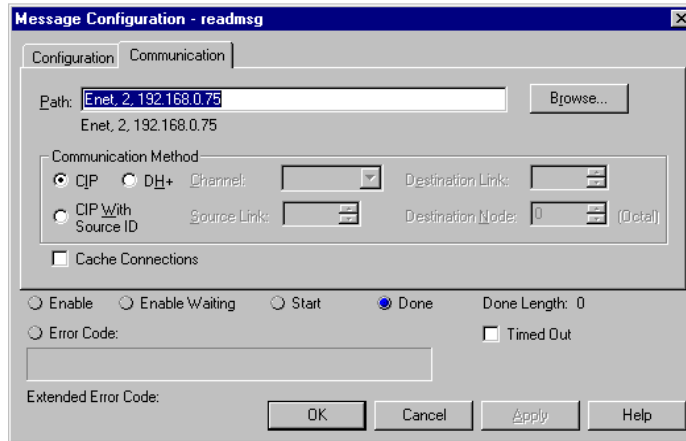 Message Configuration - readmsg
Configuration Communication
Path: Enet, 2, 192.168.0.75 Browse...
Enet, 2, 192.168.0.75
Communication Method
CIP DH+ Channel: Destination Link:
CIP With Source ID Source Link: Destination Node: 0 (Octal)
Cache Connections
Enable Enable Waiting Start Done Done Length: 0
Error Code: Timed Out
Extended Error Code:
OK Cancel Apply Help